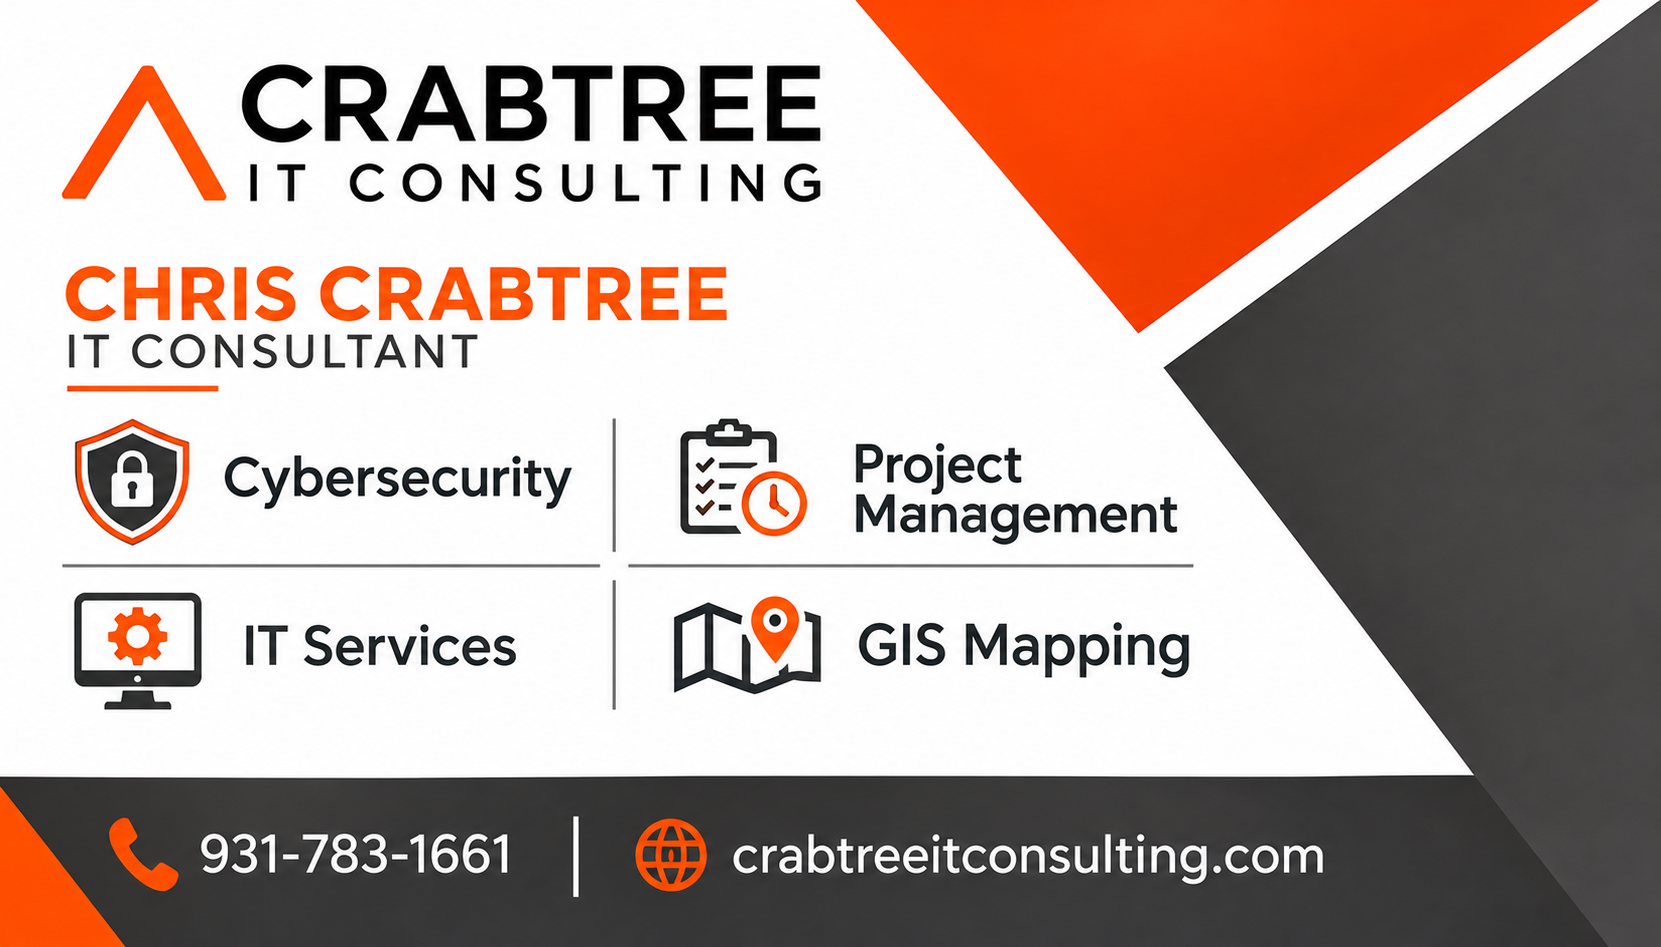 CRABTREE
IT CONSULTING
CHRIS CRABTREE
IT CONSULTANT
Cybersecurity
Project
Management
IT Services
GIS Mapping
931-783-1661
crabtreeitconsulting.com